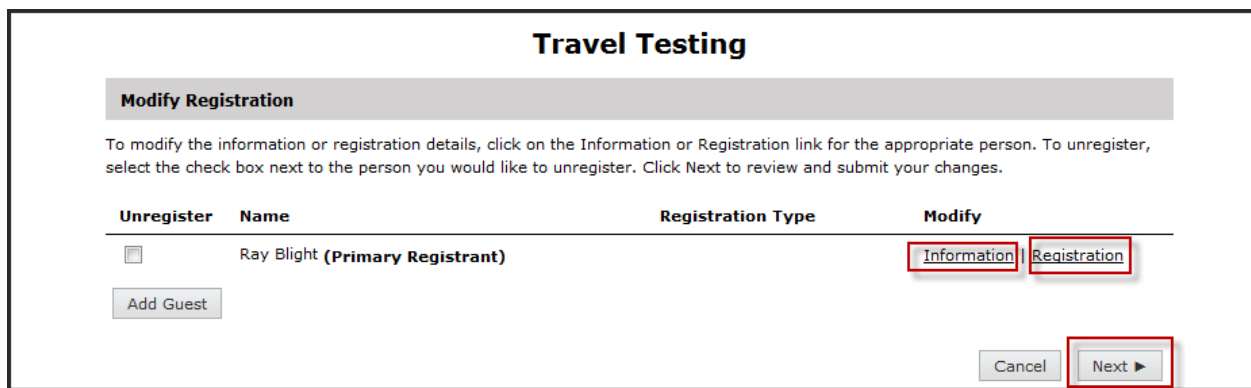 Travel Testing
Modify Registration
To modify the information or registration details, click on the Information or Registration link for the appropriate person. To unregister,
select the check box next to the person you would like to unregister. Click Next to review and submit your changes.
Unregister Name Registration Type Modify
Ray Blight (Primary Registrant) Information | Registration
Add Guest
Cancel Next ►